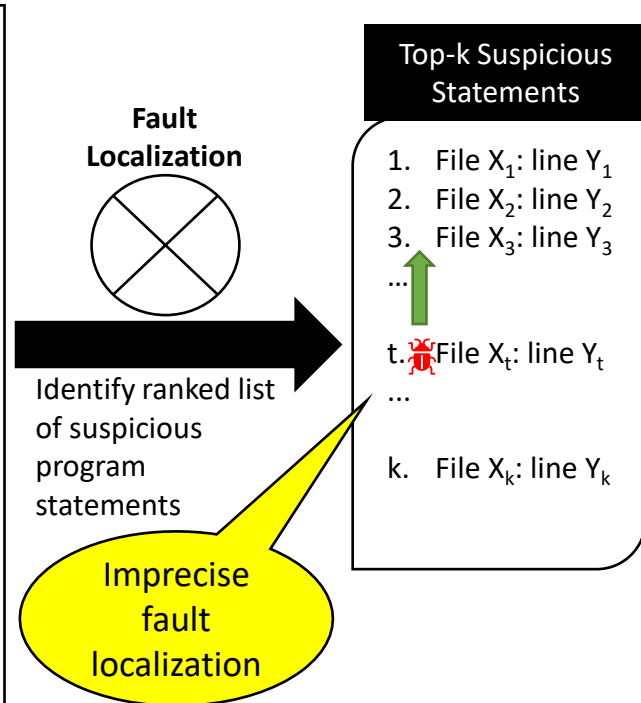 Top-k Suspicious
Statements
Fault
Localization
1. File X₁: line Y₁
2. File X₂: line Y₂
3. File X₃: line Y₃
...
t. File Xₜ: line Yₜ
...
k. File Xₖ: line Yₖ
Identify ranked list
of suspicious
program
statements
Imprecise
fault
localization